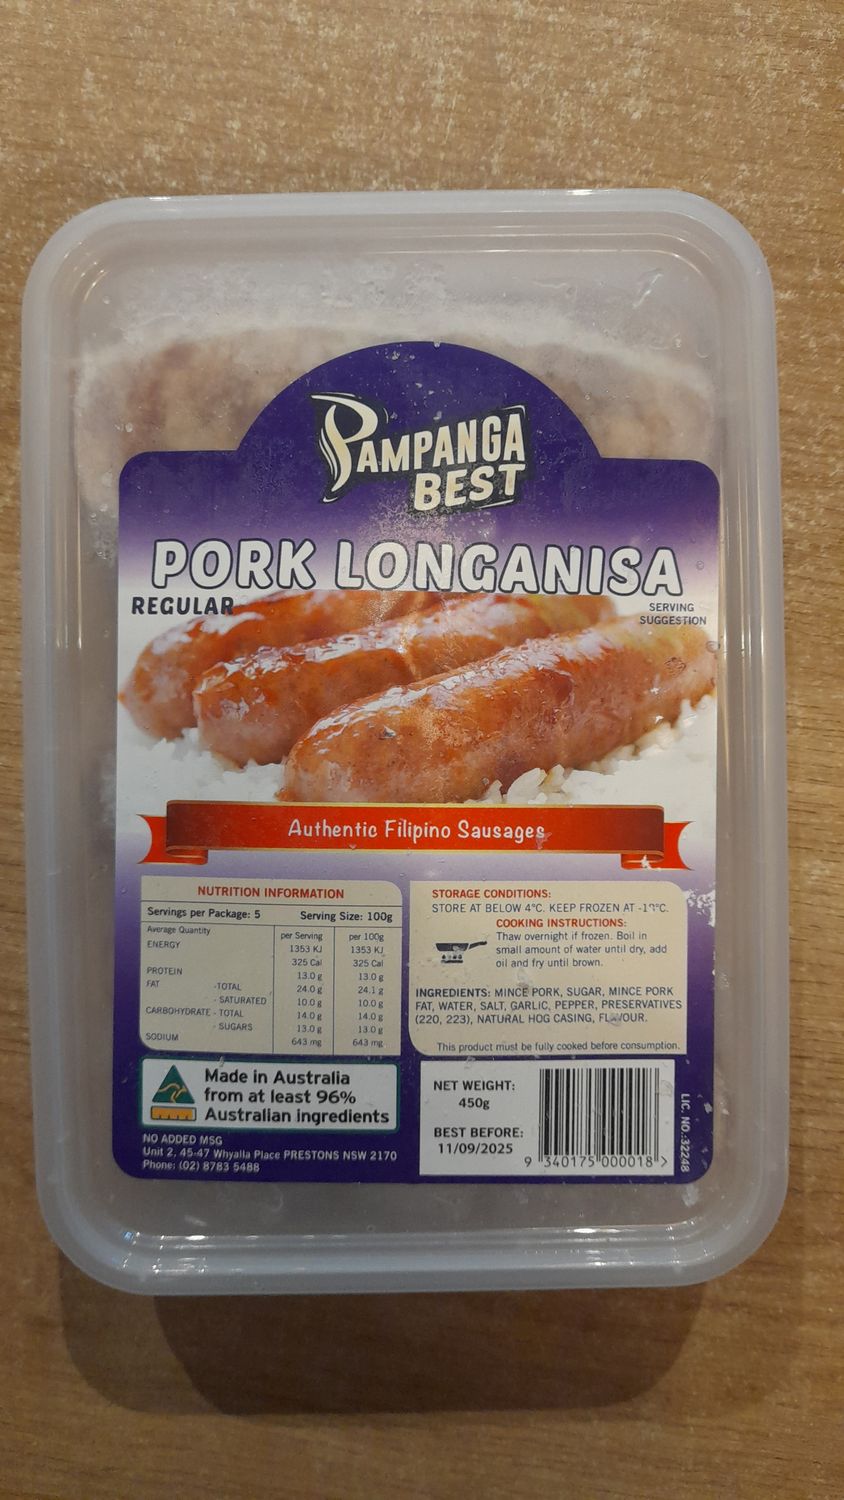 PAMPANGA
BEST
PORK LONGANISA
REGULAR
SERVING
SUGGESTION
Authentic Filipino Sausages
NUTRITION INFORMATION
Servings per Package: 5 Serving Size: 100g
Average Quantity per Serving per 100g
ENERGY 1353 KJ 1353 KJ
325 Cal 325 Cal
PROTEIN 13.0 g 13.0 g
FAT -TOTAL 24.0 g 24.1 g
- SATURATED 10.0 g 10.0 g
CARBOHYDRATE - TOTAL 14.0 g 14.0 g
- SUGARS 13.0 g 13.0 g
SODIUM 643 mg 643 mg
STORAGE CONDITIONS:
STORE AT BELOW 4°C. KEEP FROZEN AT
COOKING INSTRUCTIONS:
Thaw overnight if frozen. Boil in
small amount of water until dry, add
oil and fry until brown.
INGREDIENTS: MINCE PORK, SUGAR, MINCE PORK
FAT, WATER, SALT, GARLIC, PEPPER, PRESERVATIVES
(220, 223), NATURAL HOG CASING, FLAVOUR.
This product must be fully cooked before consumption.
Made in Australia
from at least 96%
Australian ingredients
NO ADDED MSG
Unit 2, 45-47 Whyalla Place PRESTONS NSW 2170
Phone: (02) 8783 5488
NET WEIGHT:
450g
BEST BEFORE:
11/09/2025
9 340175 000018 >
LIC. NO.:32248